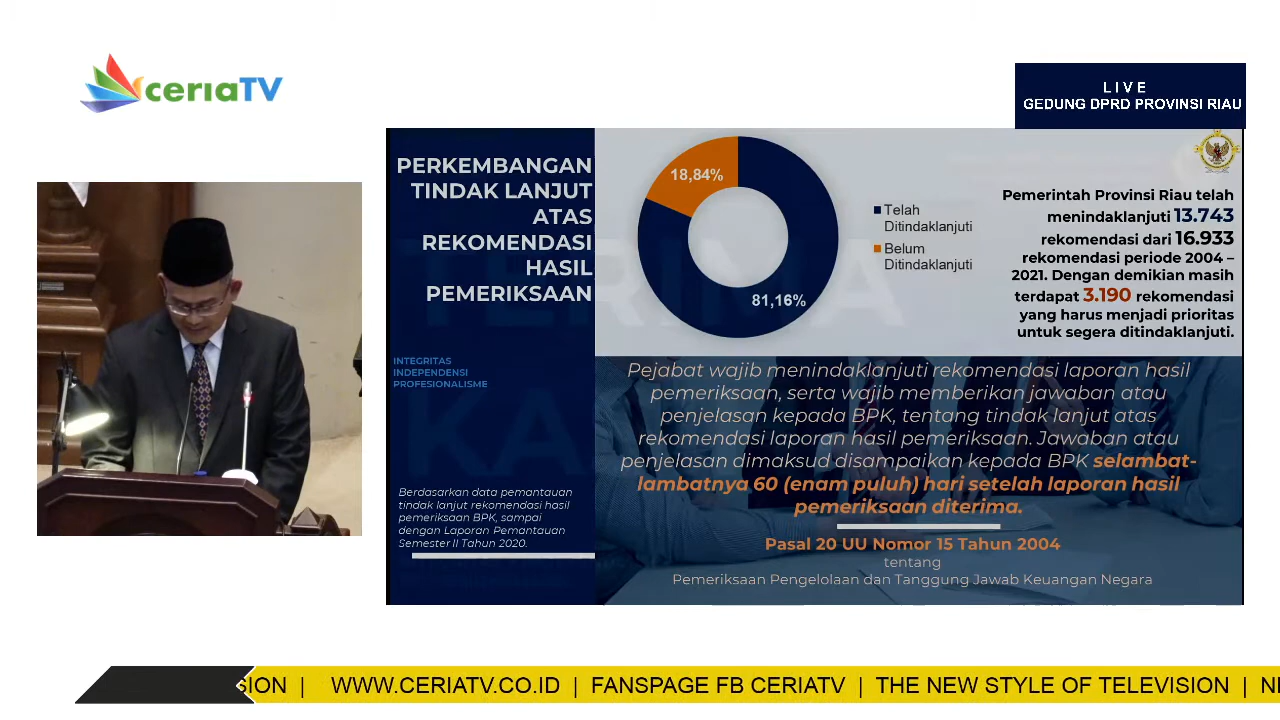 ceriaTV
LIVE
GEDUNG DPRD PROVINSI RIAU
PERKEMBANGAN
TINDAK LANJUT
ATAS
REKOMENDASI
HASIL
PEMERIKSAAN
INTEGRITAS
INDEPENDENSI
PROFESIONALISME
Berdasarkan data pemantauan
tindak lanjut rekomendasi hasil
pemeriksaan BPK, sampai
dengan Laporan Pemantauan
Semester II Tahun 2020.
18,84%
81,16%
Telah
Ditindaklanjuti
Belum
Ditindaklanjuti
Pemerintah Provinsi Riau telah
menindaklanjuti 13.743
rekomendasi dari 16.933
rekomendasi periode 2004 –
2021. Dengan demikian masih
terdapat 3.190 rekomendasi
yang harus menjadi prioritas
untuk segera ditindaklanjuti.
TERIMA
KA
Pejabat wajib menindaklanjuti rekomendasi laporan hasil
pemeriksaan, serta wajib memberikan jawaban atau
penjelasan kepada BPK, tentang tindak lanjut atas
rekomendasi laporan hasil pemeriksaan. Jawaban atau
penjelasan dimaksud disampaikan kepada BPK selambat-
lambatnya 60 (enam puluh) hari setelah laporan hasil
pemeriksaan diterima.
Pasal 20 UU Nomor 15 Tahun 2004
tentang
Pemeriksaan Pengelolaan dan Tanggung Jawab Keuangan Negara
SION | WWW.CERIATV.CO.ID | FANSPAGE FB CERIATV | THE NEW STYLE OF TELEVISION | NE